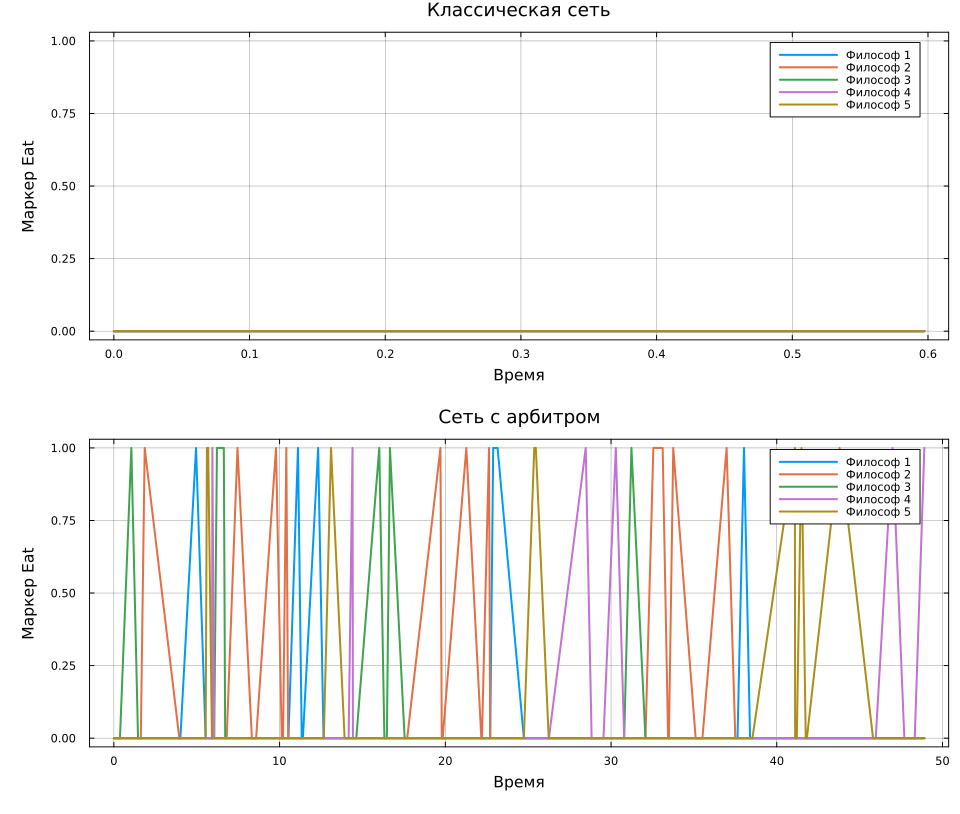 Классическая сеть
1.00
0.75
0.50
0.25
0.00
Маркер Eat
Философ 1
Философ 2
Философ 3
Философ 4
Философ 5
0.0 0.1 0.2 0.3 0.4 0.5 0.6
Время
Сеть с арбитром
1.00
0.75
0.50
0.25
0.00
Маркер Eat
Философ 1
Философ 2
Философ 3
Философ 4
Философ 5
0 10 20 30 40 50
Время